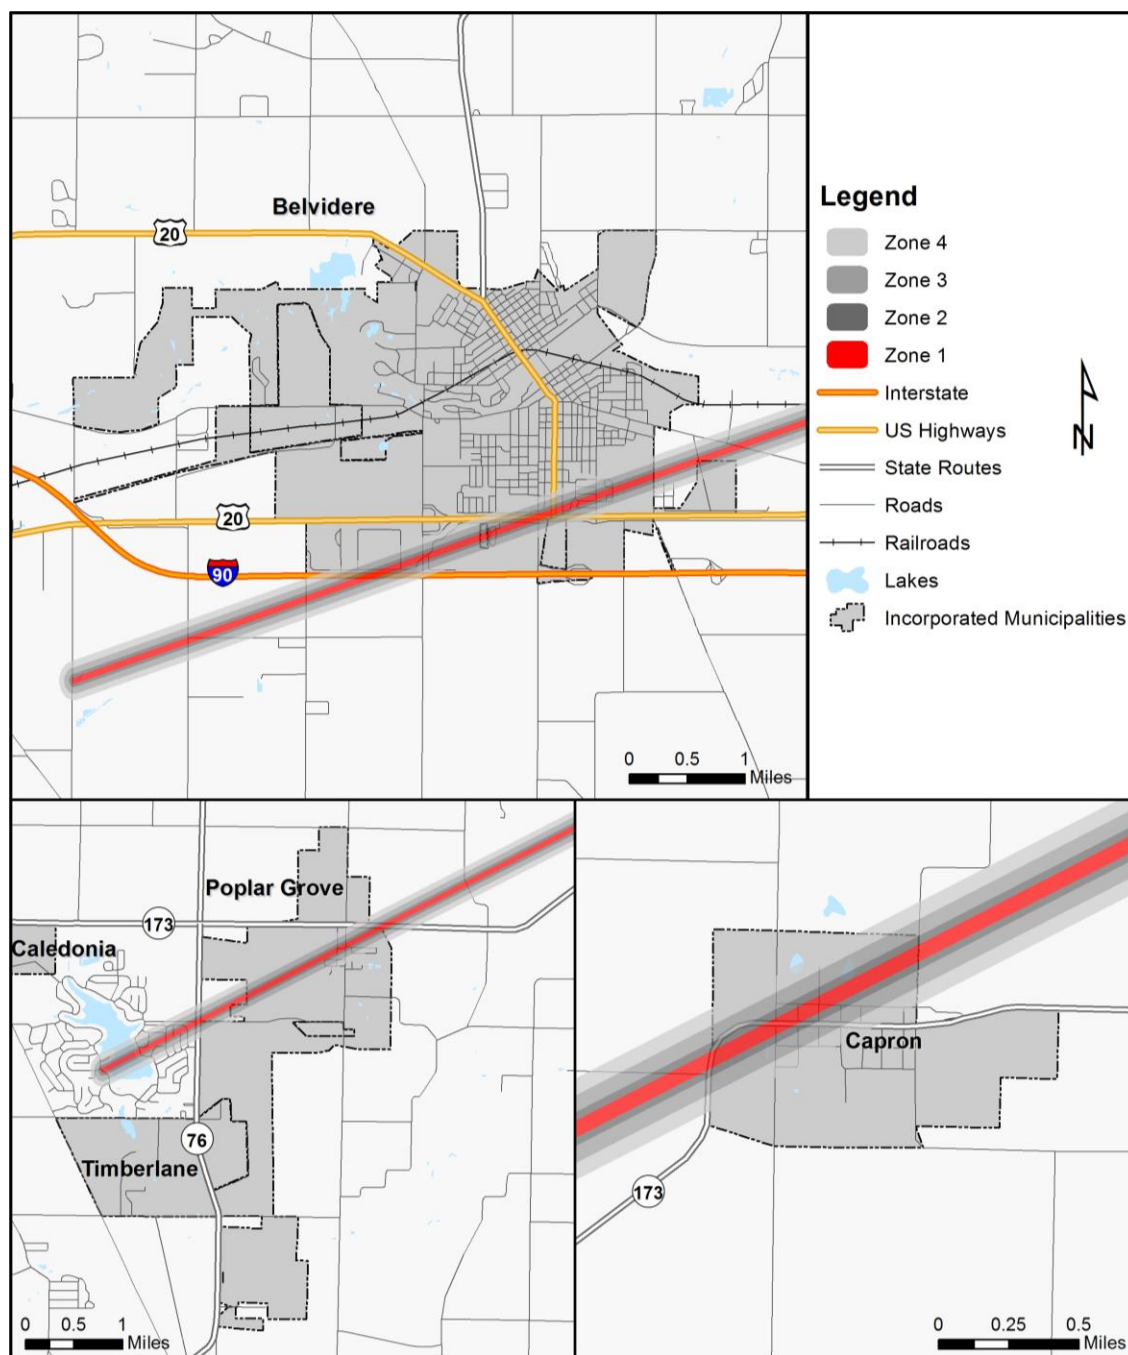 Belvidere
20
20
90
0 0.5 1
Miles
Legend
Zone 4
Zone 3
Zone 2
Zone 1
Interstate
US Highways
State Routes
Roads
Railroads
Lakes
Incorporated Municipalities
N
Poplar Grove
173
Caledonia
76
Timberlane
0 0.5 1
Miles
Capron
173
0 0.25 0.5
Miles